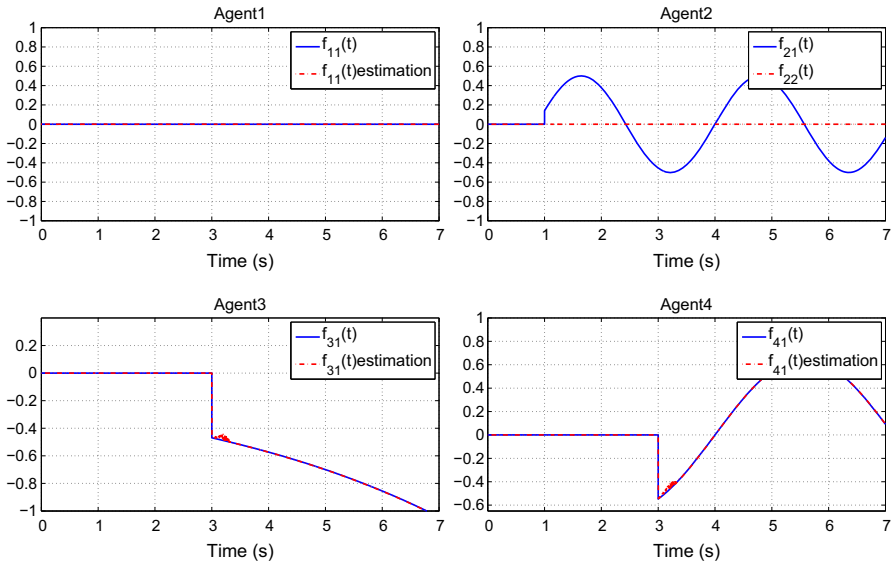 Agent1
1
0.8
0.6
0.4
0.2
0
−0.2
−0.4
−0.6
−0.8
−1
0 1 2 3 4 5 6 7
Time (s)
f11(t)
f11(t)estimation
Agent2
1
0.8
0.6
0.4
0.2
0
−0.2
−0.4
−0.6
−0.8
−1
0 1 2 3 4 5 6 7
Time (s)
f21(t)
f22(t)
Agent3
0.4
0.2
0
−0.2
−0.4
−0.6
−0.8
−1
0 1 2 3 4 5 6 7
Time (s)
f31(t)
f31(t)estimation
Agent4
1
0.8
0.6
0.4
0.2
0
−0.2
−0.4
−0.6
0 1 2 3 4 5 6 7
Time (s)
f41(t)
f41(t)estimation